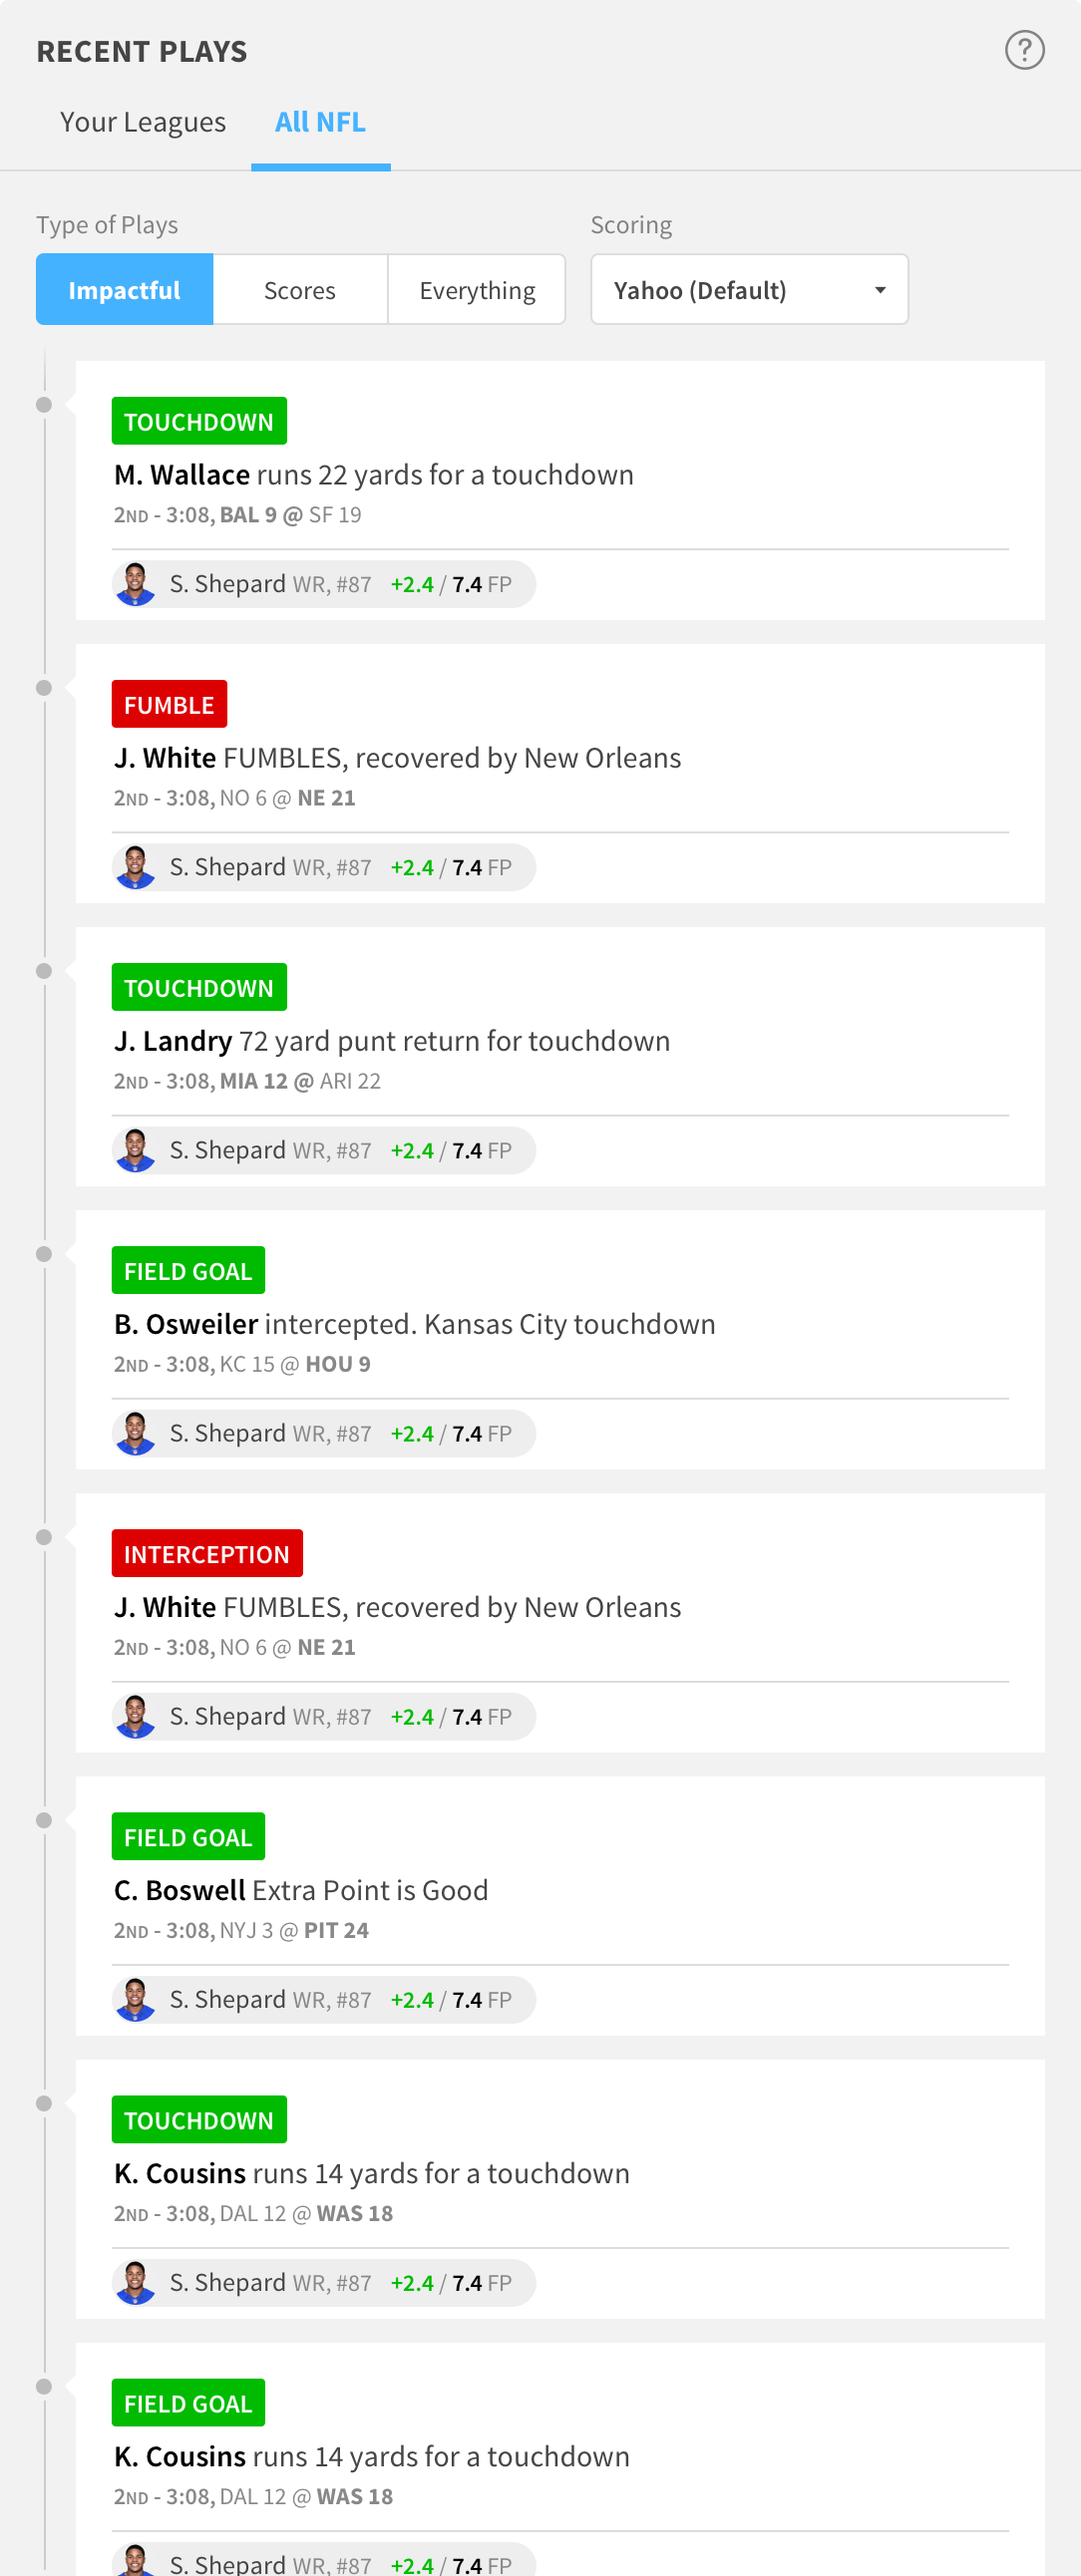 RECENT PLAYS ?
Your Leagues All NFL
Type of Plays Scoring
Impactful Scores Everything Yahoo (Default)
TOUCHDOWN
M. Wallace runs 22 yards for a touchdown
2ND - 3:08, BAL 9 @ SF 19
S. Shepard WR, #87 +2.4 / 7.4 FP
FUMBLE
J. White FUMBLES, recovered by New Orleans
2ND - 3:08, NO 6 @ NE 21
S. Shepard WR, #87 +2.4 / 7.4 FP
TOUCHDOWN
J. Landry 72 yard punt return for touchdown
2ND - 3:08, MIA 12 @ ARI 22
S. Shepard WR, #87 +2.4 / 7.4 FP
FIELD GOAL
B. Osweiler intercepted. Kansas City touchdown
2ND - 3:08, KC 15 @ HOU 9
S. Shepard WR, #87 +2.4 / 7.4 FP
INTERCEPTION
J. White FUMBLES, recovered by New Orleans
2ND - 3:08, NO 6 @ NE 21
S. Shepard WR, #87 +2.4 / 7.4 FP
FIELD GOAL
C. Boswell Extra Point is Good
2ND - 3:08, NYJ 3 @ PIT 24
S. Shepard WR, #87 +2.4 / 7.4 FP
TOUCHDOWN
K. Cousins runs 14 yards for a touchdown
2ND - 3:08, DAL 12 @ WAS 18
S. Shepard WR, #87 +2.4 / 7.4 FP
FIELD GOAL
K. Cousins runs 14 yards for a touchdown
2ND - 3:08, DAL 12 @ WAS 18
S. Shepard WR, #87 +2.4 / 7.4 FP